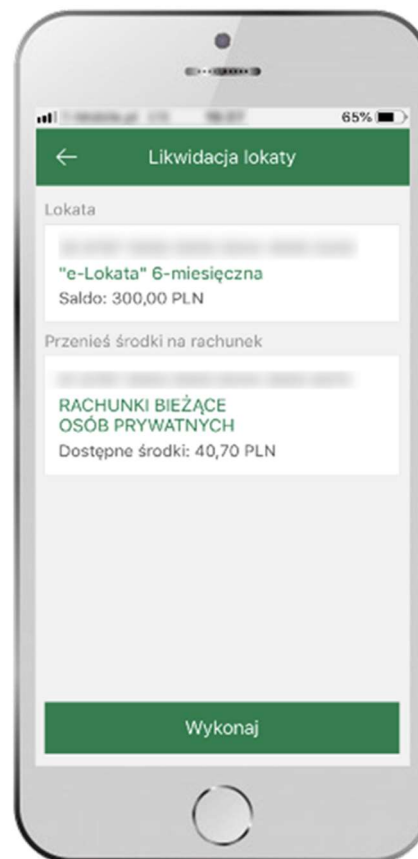 65%
Likwidacja lokaty
Lokata
"e-Lokata" 6-miesięczna
Saldo: 300,00 PLN
Przenieś środki na rachunek
RACHUNKI BIEŻĄCE
OSÓB PRYWATNYCH
Dostępne środki: 40,70 PLN
Wykonaj